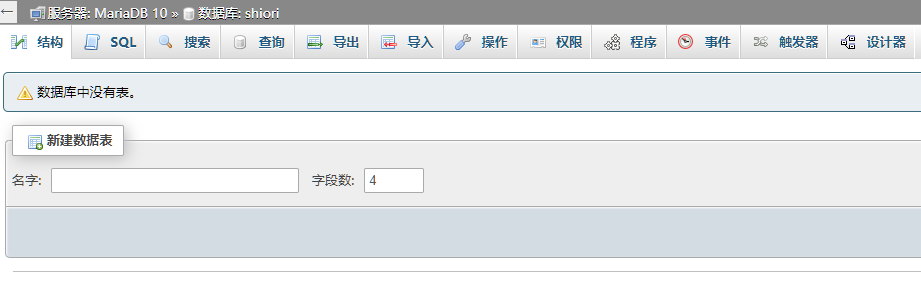 服务器: MariaDB 10 » 数据库: shiori
结构 SQL 搜索 查询 导出 导入 操作 权限 程序 事件 触发器 设计器
数据库中没有表。
新建数据表
名字: 字段数: 4